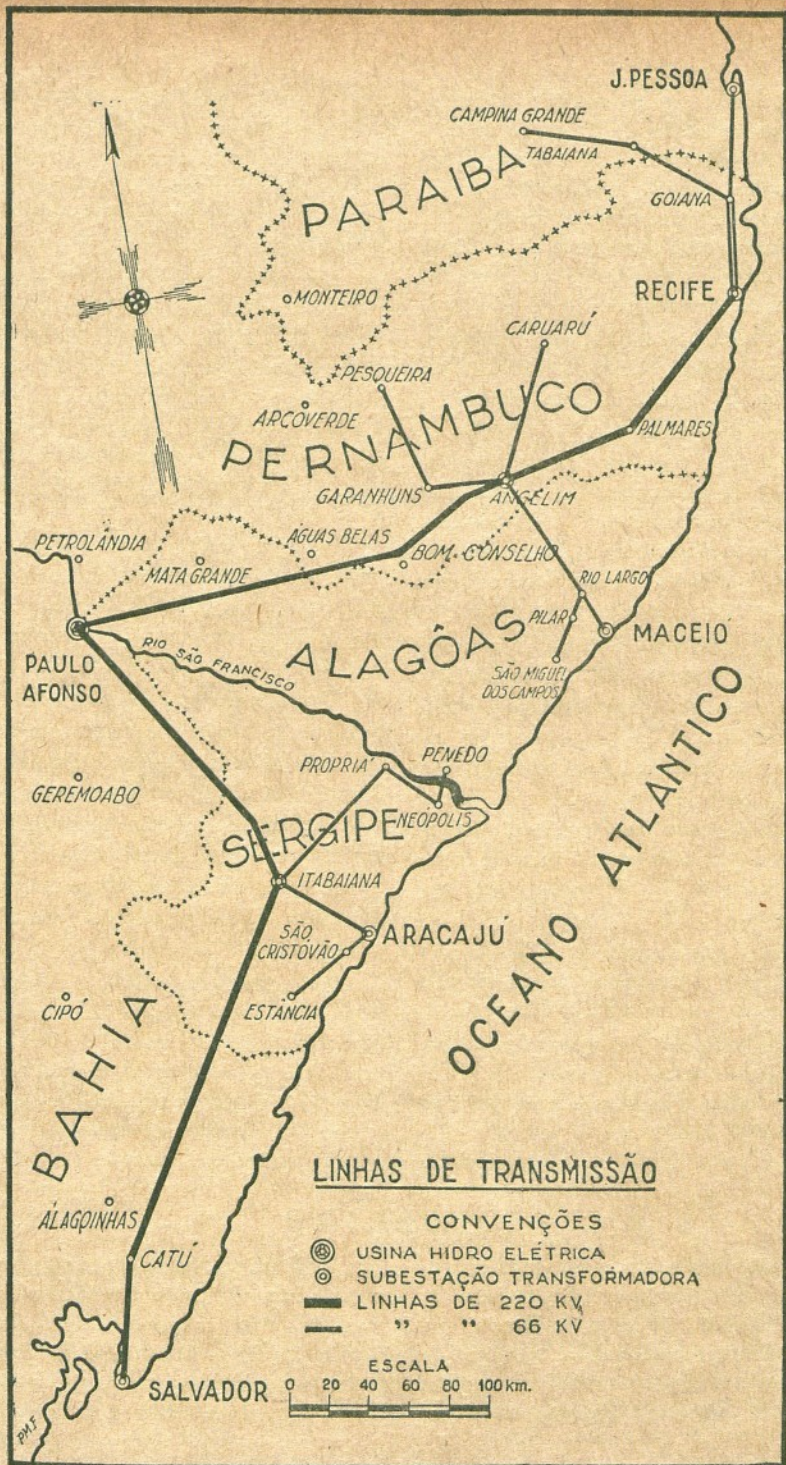 J. PESSOA
CAMPINA GRANDE
TABAIANA
PARAIBA
GOIANA
MONTEIRO
RECIFE
CARUARÚ
PESQUEIRA
ARCOVERDE
PERNAMBUCO
PALMARES
GARANHUNS
ANGELIM
PETROLÂNDIA
ÁGUAS BELAS
MATA GRANDE
BOM CONSELHO
RIO LARGO
PILAR
ALAGÔAS
MACEIÓ
PAULO
AFONSO
RIO SÃO FRANCISCO
SÃO MIGUEL
DOS CAMPOS
PROPRIÁ
PENEDO
GEREMOABO
NEÓPOLIS
SERGIPE
OCEANO ATLANTICO
ITABAIANA
SÃO
CRISTÓVÃO
ARACAJÚ
ESTÂNCIA
CIPÓ
BAHIA
LINHAS DE TRANSMISSÃO
ALAGOINHAS
CONVENÇÕES
CATÚ
USINA HIDRO ELÉTRICA
SUBESTAÇÃO TRANSFORMADORA
LINHAS DE 220 KV
" " 66 KV
ESCALA
SALVADOR
0 20 40 60 80 100 km.
P.M.F